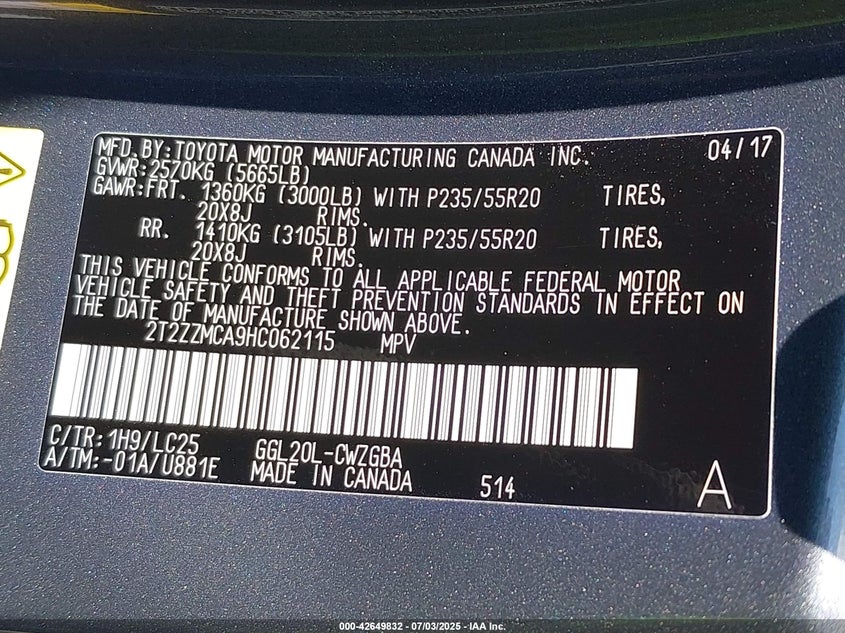 MFD.BY:TOYOTA MOTOR MANUFACTURING CANADA INC. 04/17
GVWR:2570KG (5665LB)
GAWR:FRT. 1360KG (3000LB) WITH P235/55R20 TIRES,
20X8J RIMS.
RR. 1410KG (3105LB) WITH P235/55R20 TIRES,
20X8J RIMS.
THIS VEHICLE CONFORMS TO ALL APPLICABLE FEDERAL MOTOR
VEHICLE SAFETY AND THEFT PREVENTION STANDARDS IN EFFECT ON
THE DATE OF MANUFACTURE SHOWN ABOVE.
2T2ZZMCA9HC062115 MPV
C/TR:1H9/LC25 GGL20L-CWZGBA
A/TM:-01A/U881E MADE IN CANADA 514 A
000-42649832 - 07/03/2025 - IAA Inc.